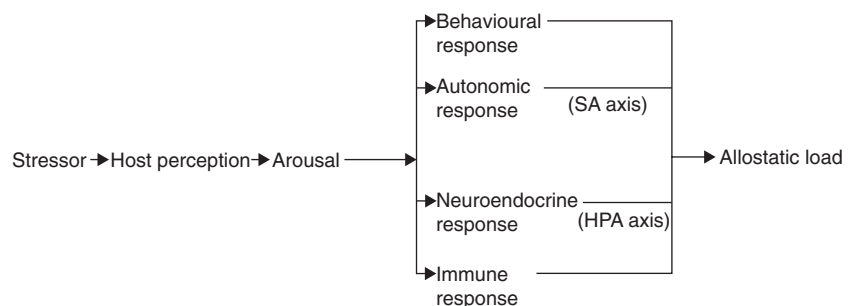 Behavioural
response
Autonomic
response
(SA axis)
Stressor
Host perception
Arousal
Allostatic load
Neuroendocrine
response
(HPA axis)
Immune
response